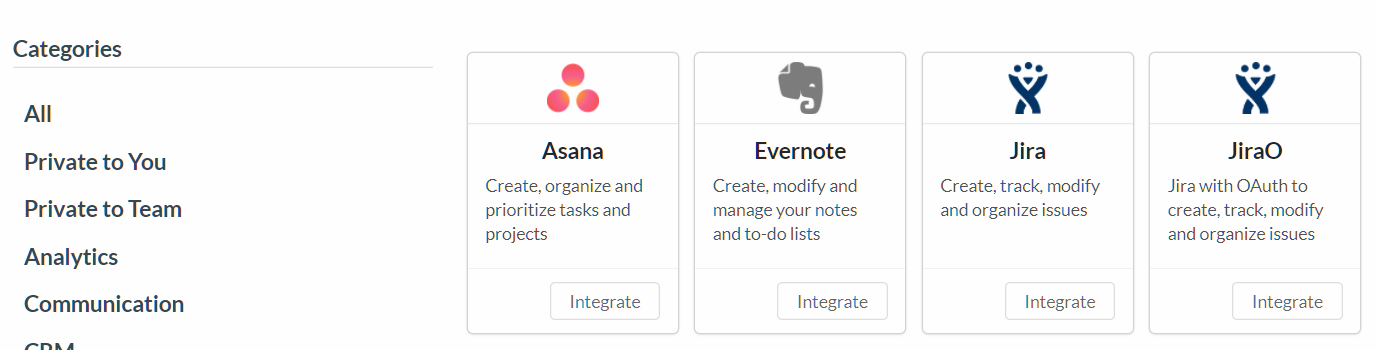 Categories
All
Private to You
Private to Team
Analytics
Communication
CRM
Asana
Create, organize and
prioritize tasks and
projects
Integrate
Evernote
Create, modify and
manage your notes
and to-do lists
Integrate
Jira
Create, track, modify
and organize issues
Integrate
JiraO
Jira with OAuth to
create, track, modify
and organize issues
Integrate